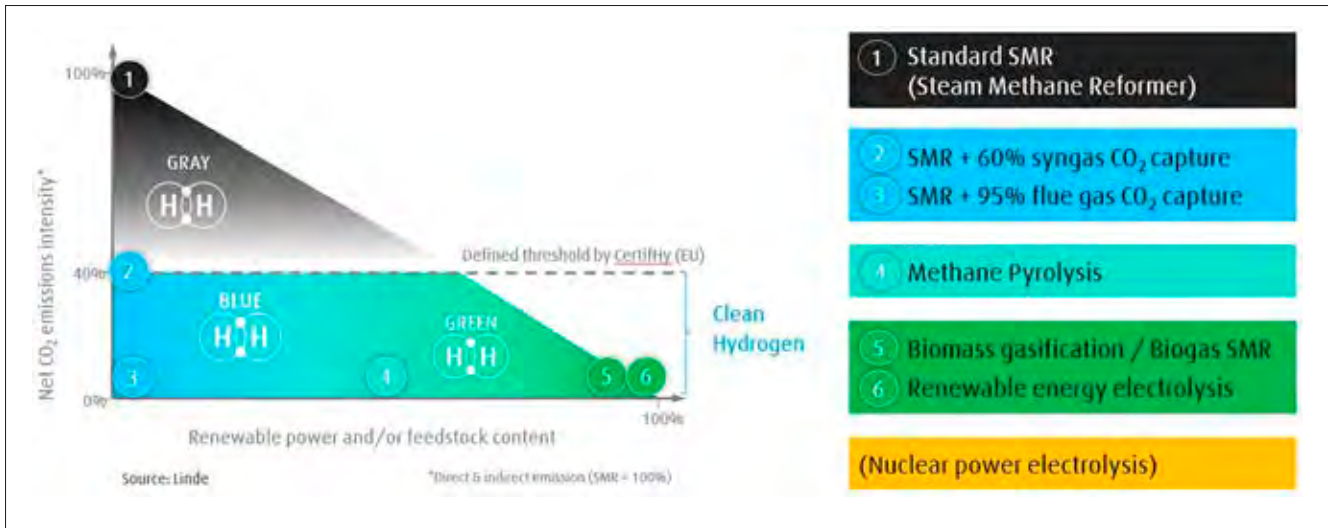 Net CO2 emissions intensity*
100%
1
GRAY
H H
Defined threshold by CertifHy (EU)
40%
2
BLUE
H H
GREEN
H H
Clean
Hydrogen
3
4
5
6
0%
100%
Renewable power and/or feedstock content
Source: Linde
*Direct & indirect emission (SMR = 100%)
1 Standard SMR
(Steam Methane Reformer)
2 SMR + 60% syngas CO2 capture
3 SMR + 95% flue gas CO2 capture
4 Methane Pyrolysis
5 Biomass gasification / Biogas SMR
6 Renewable energy electrolysis
(Nuclear power electrolysis)